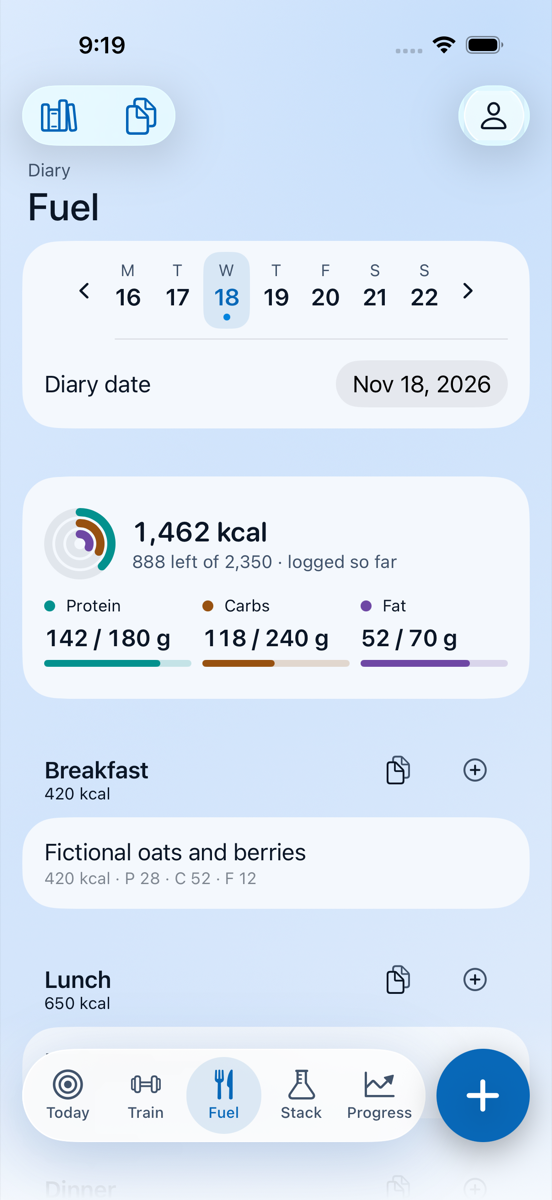 9:19
Diary
Fuel
M T W T F S S
16 17 18 19 20 21 22
Diary date Nov 18, 2026
1,462 kcal
888 left of 2,350 · logged so far
Protein Carbs Fat
142 / 180 g 118 / 240 g 52 / 70 g
Breakfast
420 kcal
Fictional oats and berries
420 kcal · P 28 · C 52 · F 12
Lunch
650 kcal
Today Train Fuel Stack Progress
Dinner